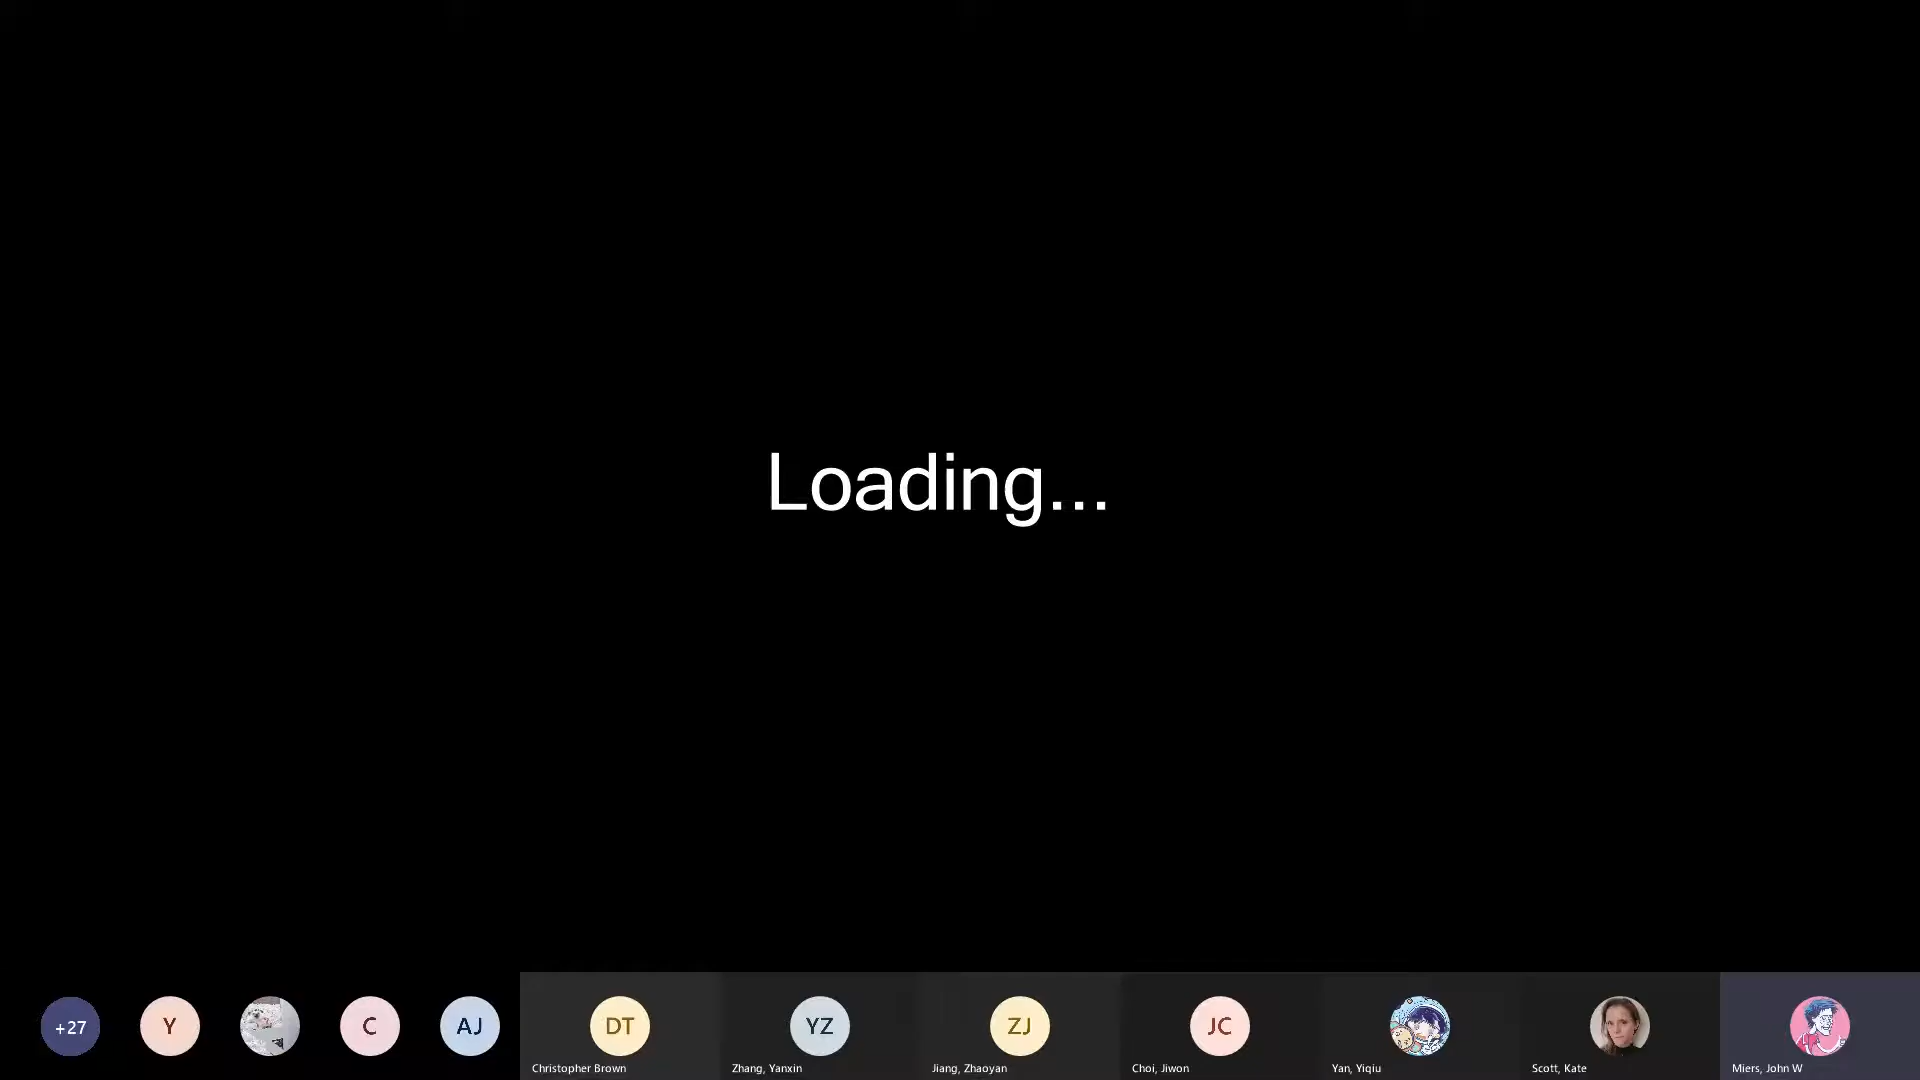 Loading...
+27
Y
C
AJ
DT
YZ
ZJ
JC
Christopher Brown
Zhang, Yanxin
Jiang, Zhaoyan
Choi, Jiwon
Yan, Yiqiu
Scott, Kate
Miers, John W